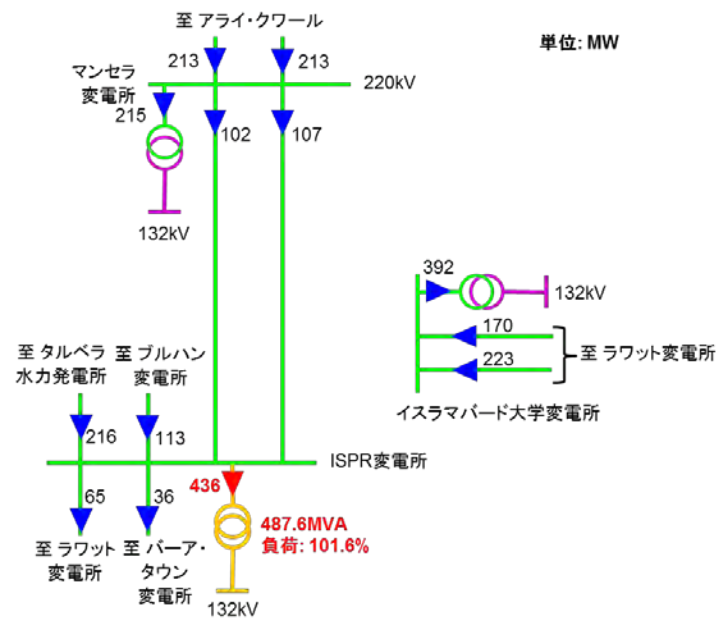 至 アライ・クワール
単位: MW
213
213
マンセラ
変電所
220kV
215
102
107
132kV
392
132kV
170
至 ラワット変電所
223
イスラマバード大学変電所
至 タルベラ
水力発電所
至 ブルハン
変電所
216
113
ISPR変電所
436
65
36
487.6MVA
負荷: 101.6%
至 ラワット
変電所
至 バーア・
タウン
変電所
132kV